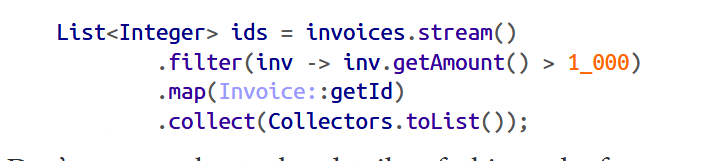 List<Integer> ids = invoices.stream()
.filter(inv -> inv.getAmount() > 1_000)
.map(Invoice::getId)
.collect(Collectors.toList());